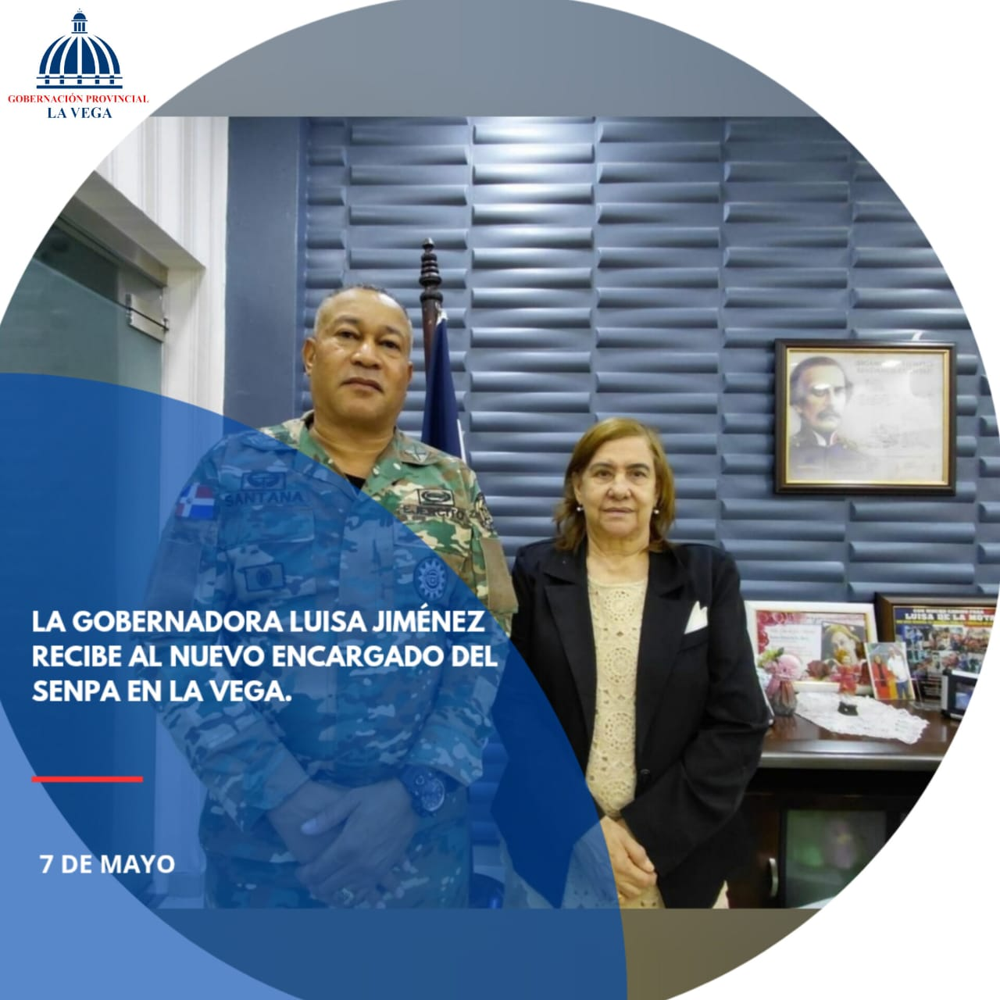 GOBERNACIÓN PROVINCIAL
LA VEGA
SANTANA
EJERCITO
LUISA DE LA MOTA
LA GOBERNADORA LUISA JIMÉNEZ
RECIBE AL NUEVO ENCARGADO DEL
SENPA EN LA VEGA.
7 DE MAYO